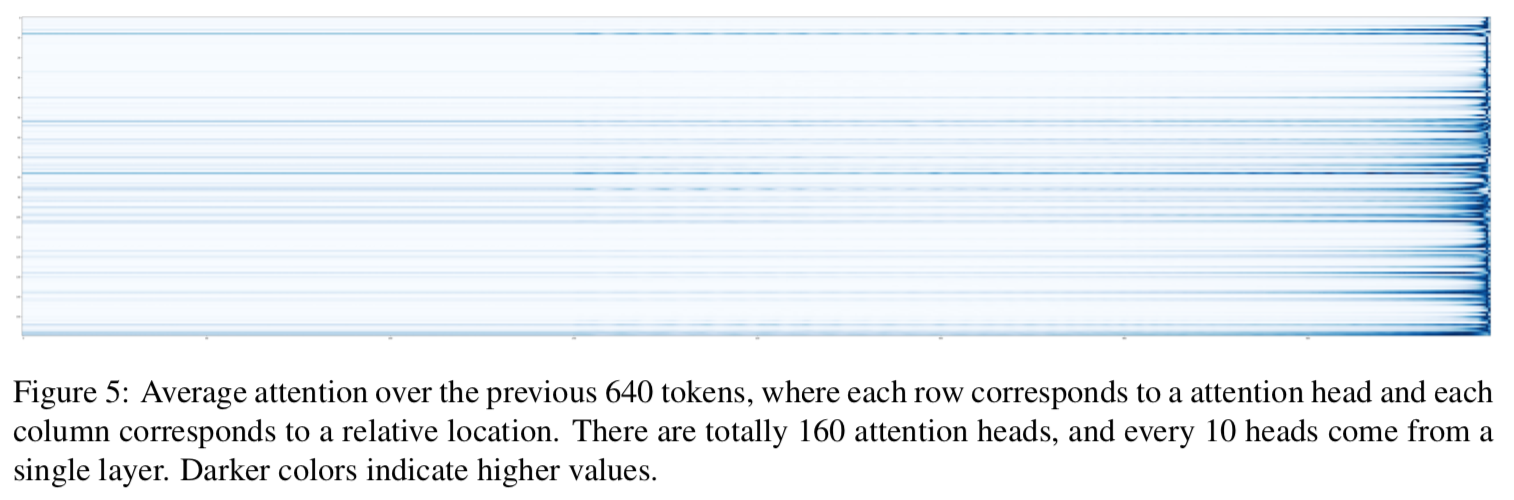 Figure 5: Average attention over the previous 640 tokens, where each row corresponds to a attention head and each
column corresponds to a relative location. There are totally 160 attention heads, and every 10 heads come from a
single layer. Darker colors indicate higher values.